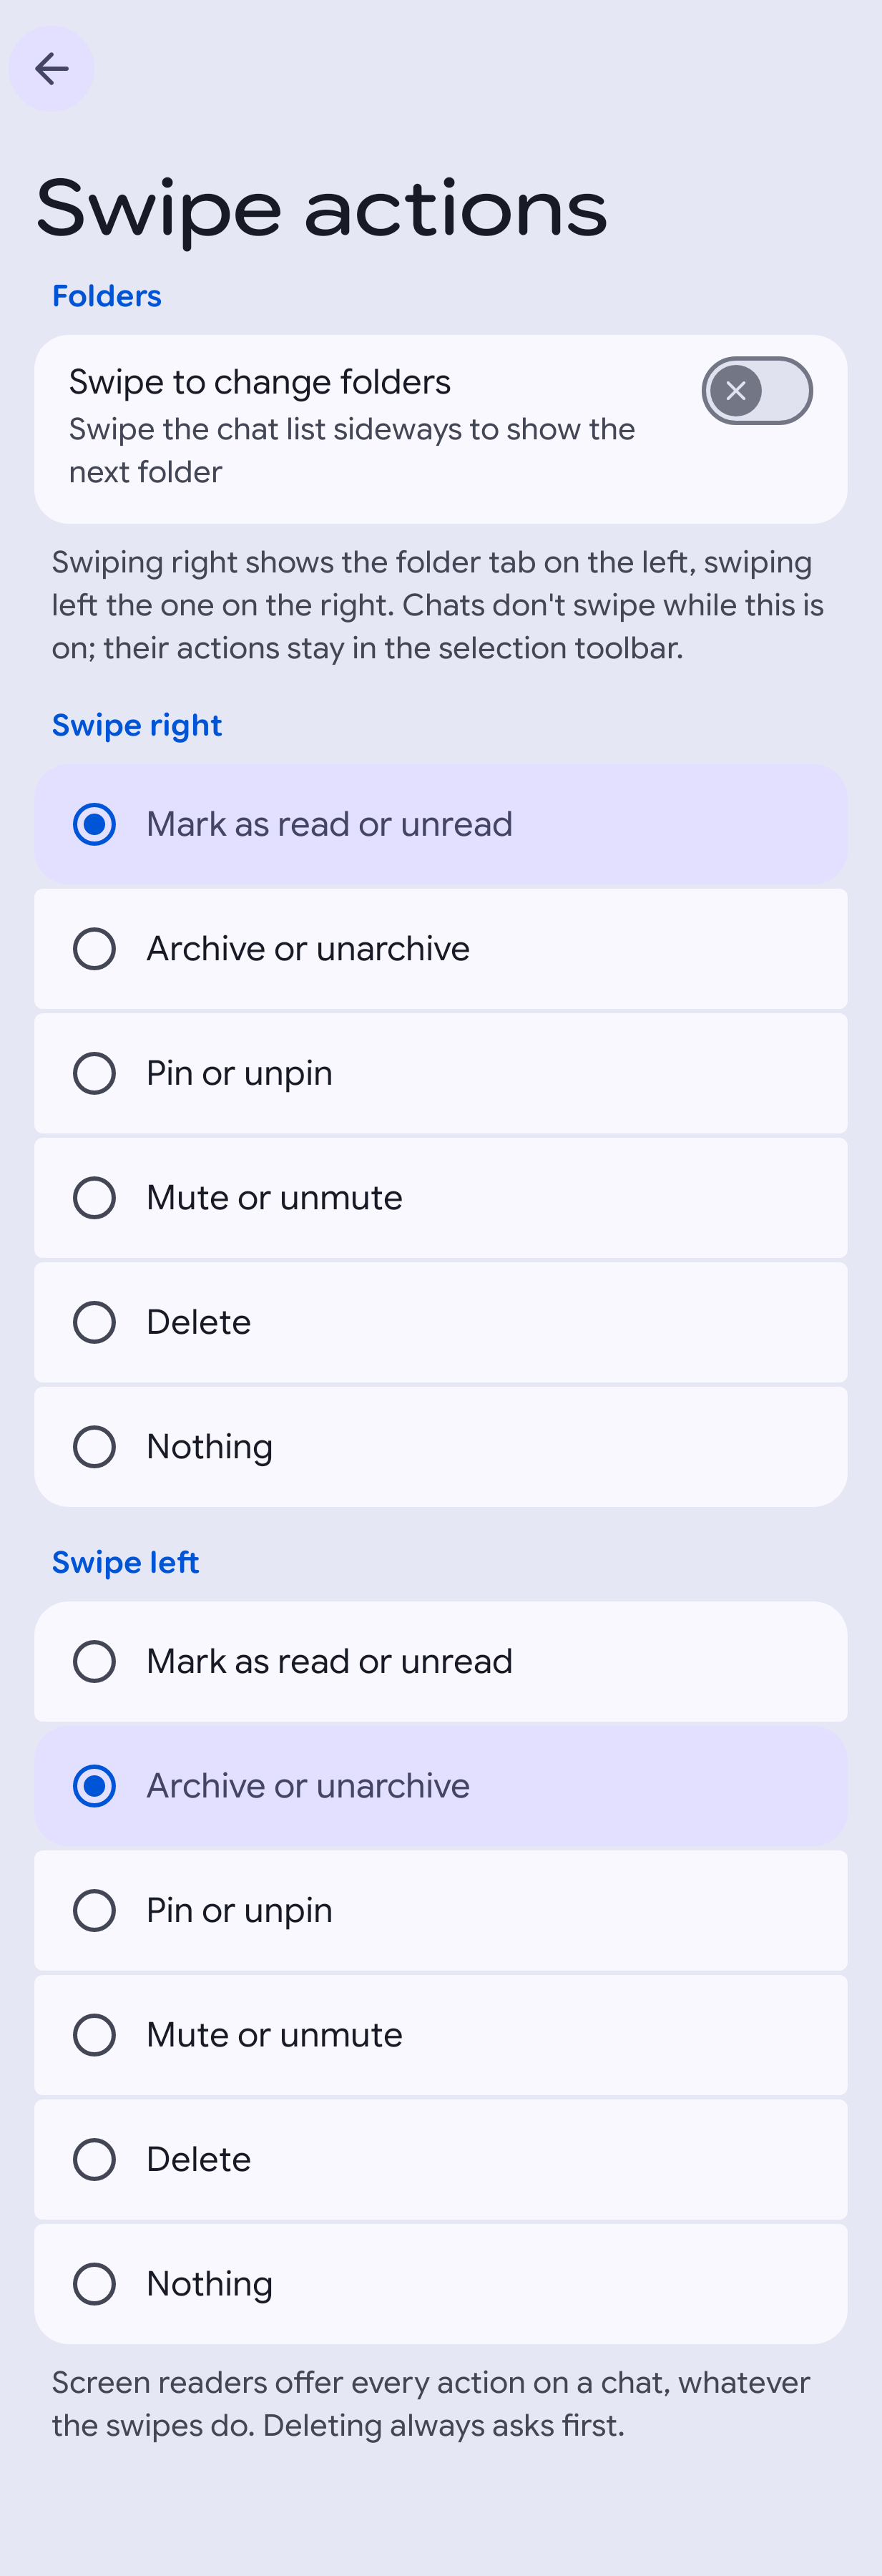 Swipe actions
Folders
Swipe to change folders
Swipe the chat list sideways to show the
next folder
Swiping right shows the folder tab on the left, swiping
left the one on the right. Chats don't swipe while this is
on; their actions stay in the selection toolbar.
Swipe right
Mark as read or unread
Archive or unarchive
Pin or unpin
Mute or unmute
Delete
Nothing
Swipe left
Mark as read or unread
Archive or unarchive
Pin or unpin
Mute or unmute
Delete
Nothing
Screen readers offer every action on a chat, whatever
the swipes do. Deleting always asks first.